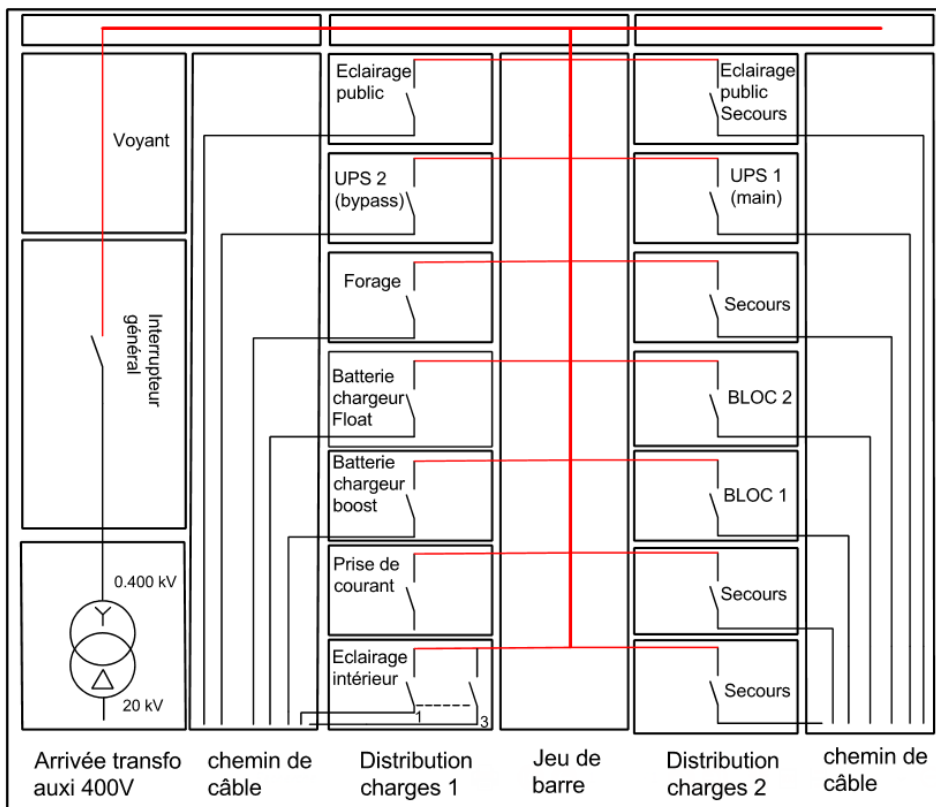 Voyant
Interrupteur
général
0.400 kV
20 kV
Arrivée transfo
auxi 400V
chemin de
câble
Eclairage
public
UPS 2
(bypass)
Forage
Batterie
chargeur
Float
Batterie
chargeur
boost
Prise de
courant
Eclairage
intérieur
1
3
Distribution
charges 1
Jeu de
barre
Eclairage
public
Secours
UPS 1
(main)
Secours
BLOC 2
BLOC 1
Secours
Secours
Distribution
charges 2
chemin de
câble